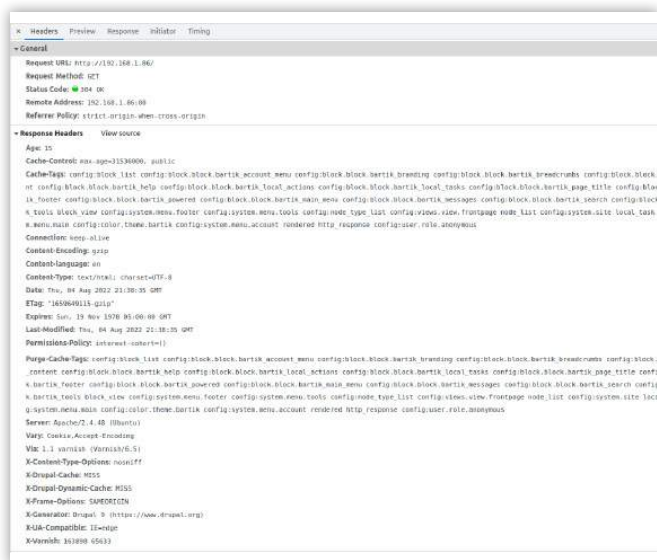 × Headers Preview Response Initiator Timing
▾ General
Request URL: http://192.168.1.86/
Request Method: GET
Status Code: 304 OK
Remote Address: 192.168.1.86:80
Referrer Policy: strict-origin-when-cross-origin
▾ Response Headers View source
Age: 15
Cache-Control: max-age=31536000, public
Cache-Tags: config:block_list config:block.block.bartik_account_menu config:block.block.bartik_branding config:block.block.bartik_breadcrumbs config:block.block.
nt config:block.block.bartik_help config:block.block.bartik_local_actions config:block.block.bartik_local_tasks config:block.block.bartik_page_title config:bloc
ik_footer config:block.block.bartik_powered config:block.block.bartik_main_menu config:block.block.bartik_messages config:block.block.bartik_search config:block
k_tools block_view config:system.menu.footer config:system.menu.tools config:node_type_list config:views.view.frontpage node_list config:system.site local_task
m.menu.main config:color.theme.bartik config:system.menu.account rendered http_response config:user.role.anonymous
Connection: keep-alive
Content-Encoding: gzip
Content-language: en
Content-Type: text/html; charset=UTF-8
Date: Thu, 04 Aug 2022 21:38:35 GMT
ETag: "1659649115-gzip"
Expires: Sun, 19 Nov 1978 05:00:00 GMT
Last-Modified: Thu, 04 Aug 2022 21:38:35 GMT
Permissions-Policy: interest-cohort=()
Purge-Cache-Tags: config:block_list config:block.block.bartik_account_menu config:block.block.bartik_branding config:block.block.bartik_breadcrumbs config:block.
_content config:block.block.bartik_help config:block.block.bartik_local_actions config:block.block.bartik_local_tasks config:block.block.bartik_page_title config
k.bartik_footer config:block.block.bartik_powered config:block.block.bartik_main_menu config:block.block.bartik_messages config:block.block.bartik_search config
k.bartik_tools block_view config:system.menu.footer config:system.menu.tools config:node_type_list config:views.view.frontpage node_list config:system.site loca
g.system.menu.main config:color.theme.bartik config:system.menu.account rendered http_response config:user.role.anonymous
Server: Apache/2.4.48 (Ubuntu)
Vary: Cookie,Accept-Encoding
Via: 1.1 varnish (Varnish/6.5)
X-Content-Type-Options: nosniff
X-Drupal-Cache: MISS
X-Drupal-Dynamic-Cache: MISS
X-Frame-Options: SAMEORIGIN
X-Generator: Drupal 9 (https://www.drupal.org)
X-UA-Compatible: IE=edge
X-Varnish: 163890 65633